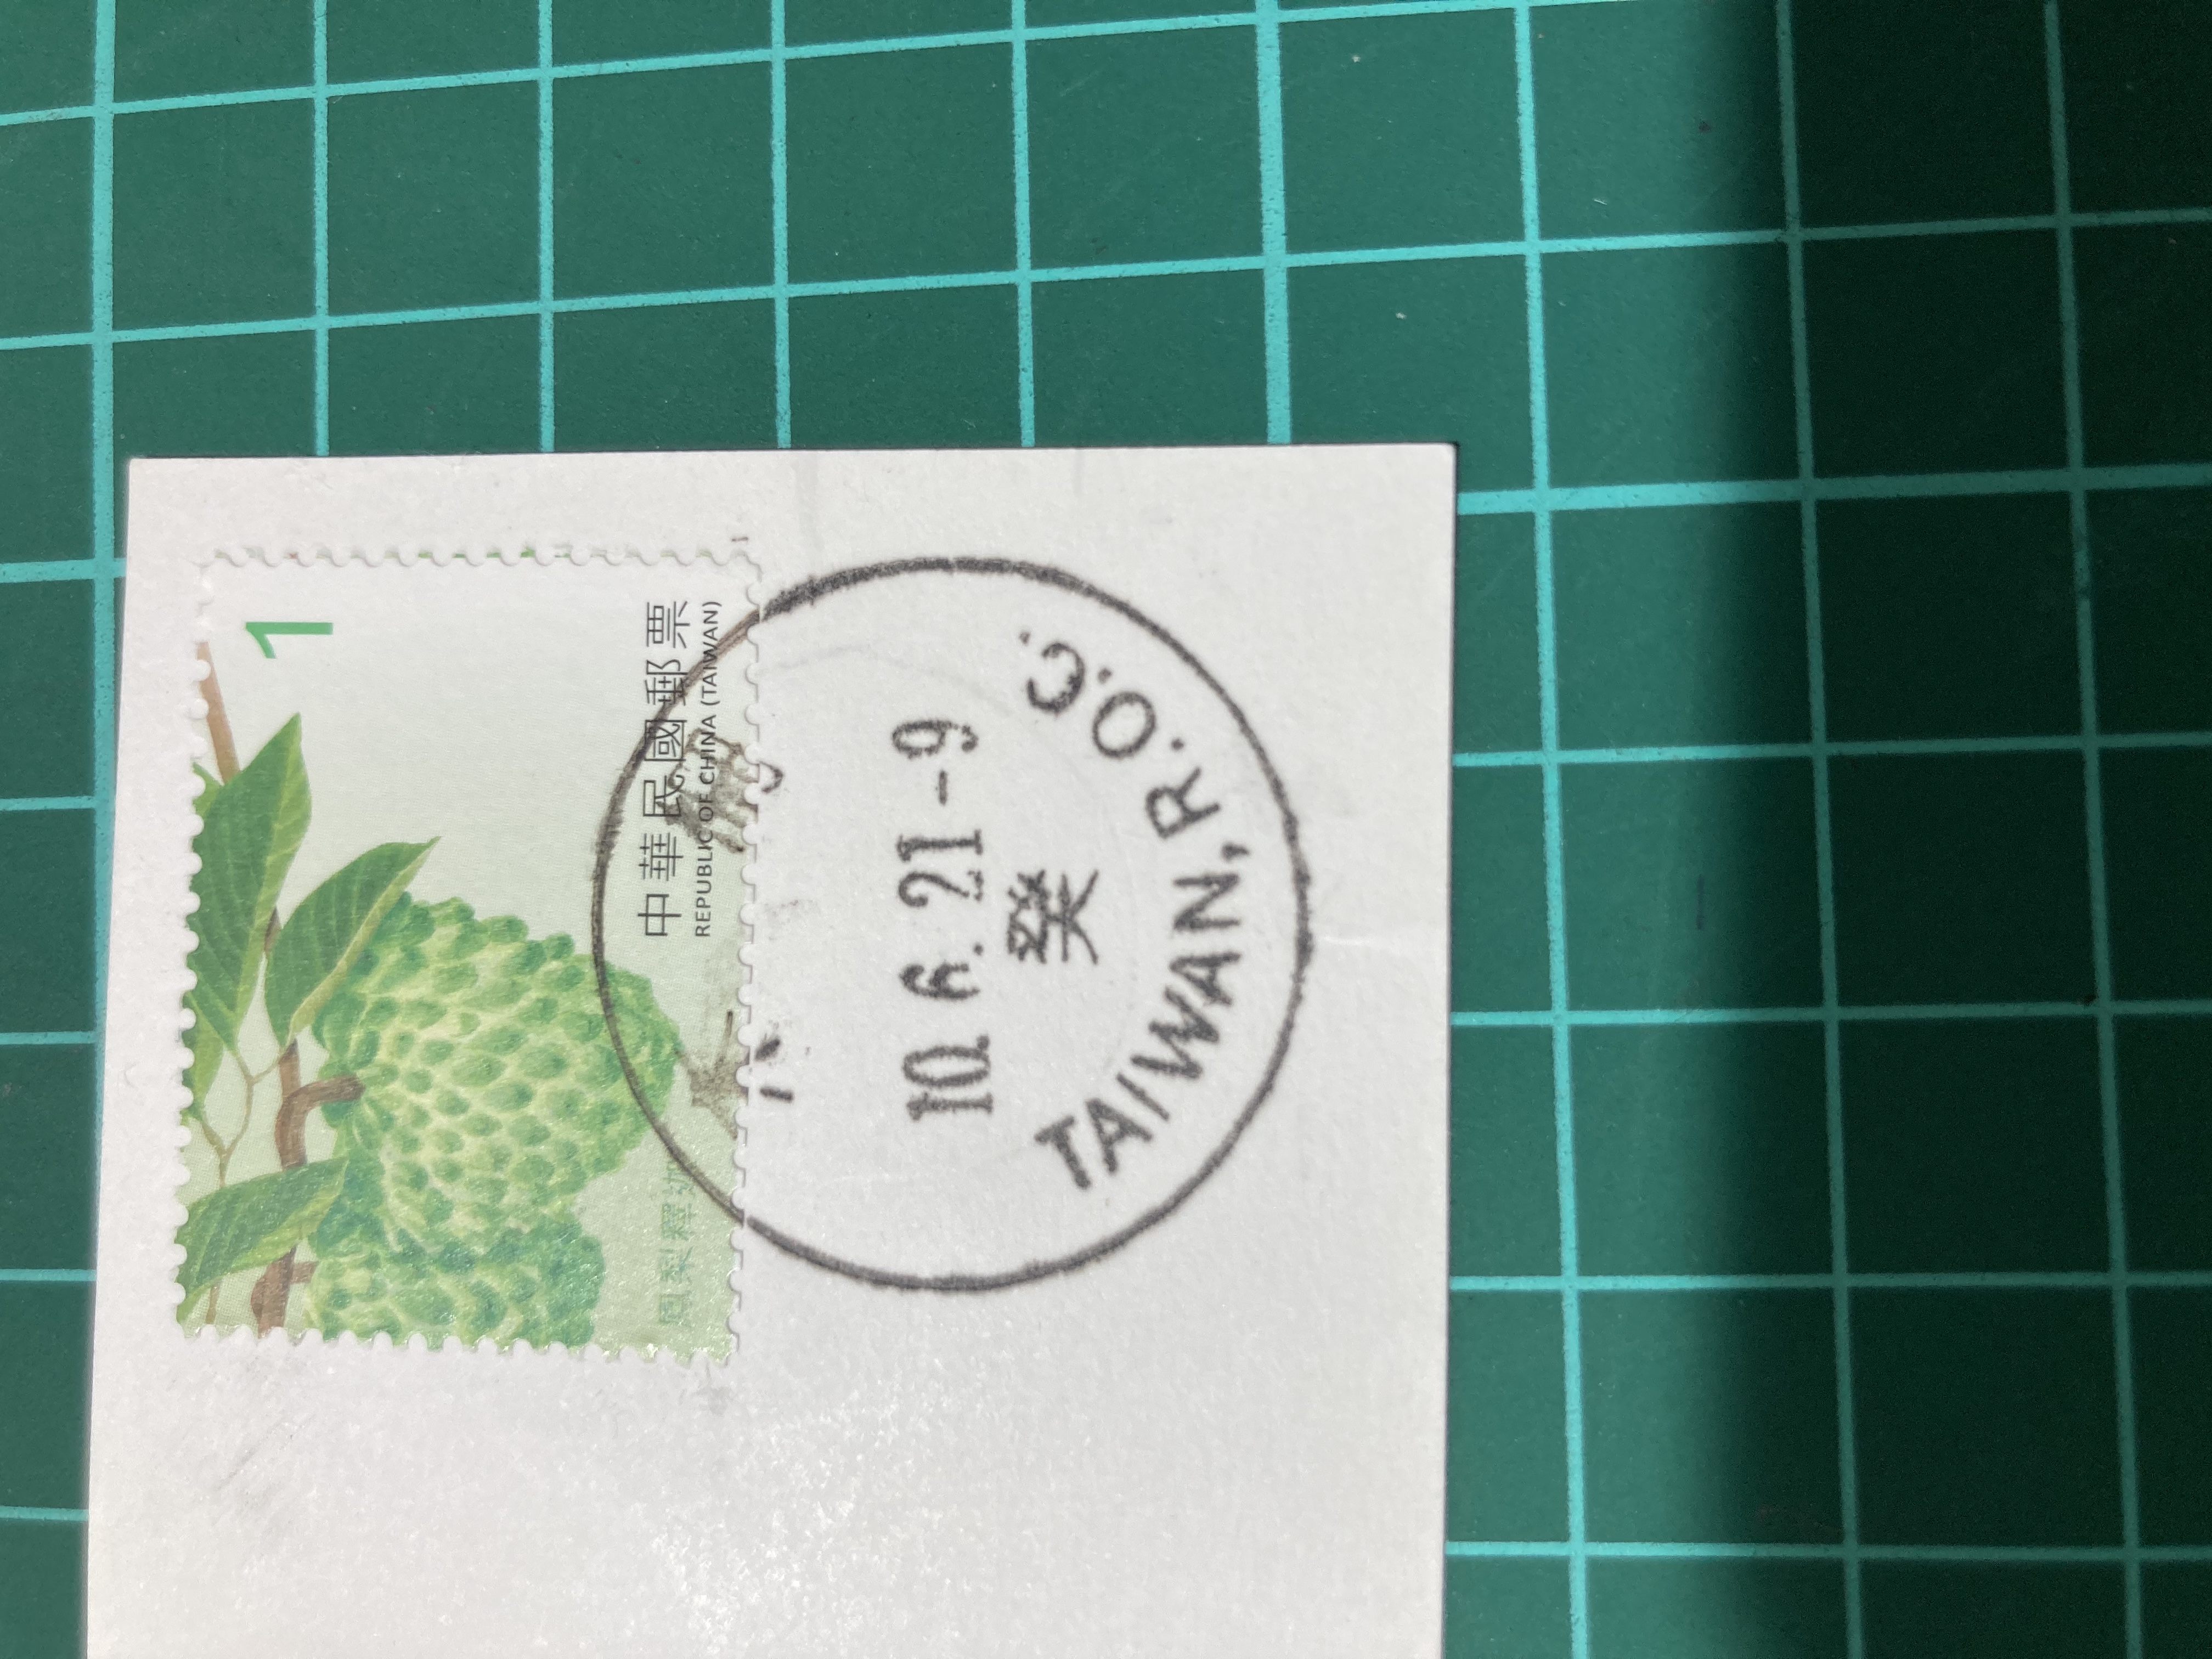 1
中華民國郵票
REPUBLIC OF CHINA (TAIWAN)
鳳梨釋迦
10. 6. 21 -9
癸
TAIWAN, R.O.C.